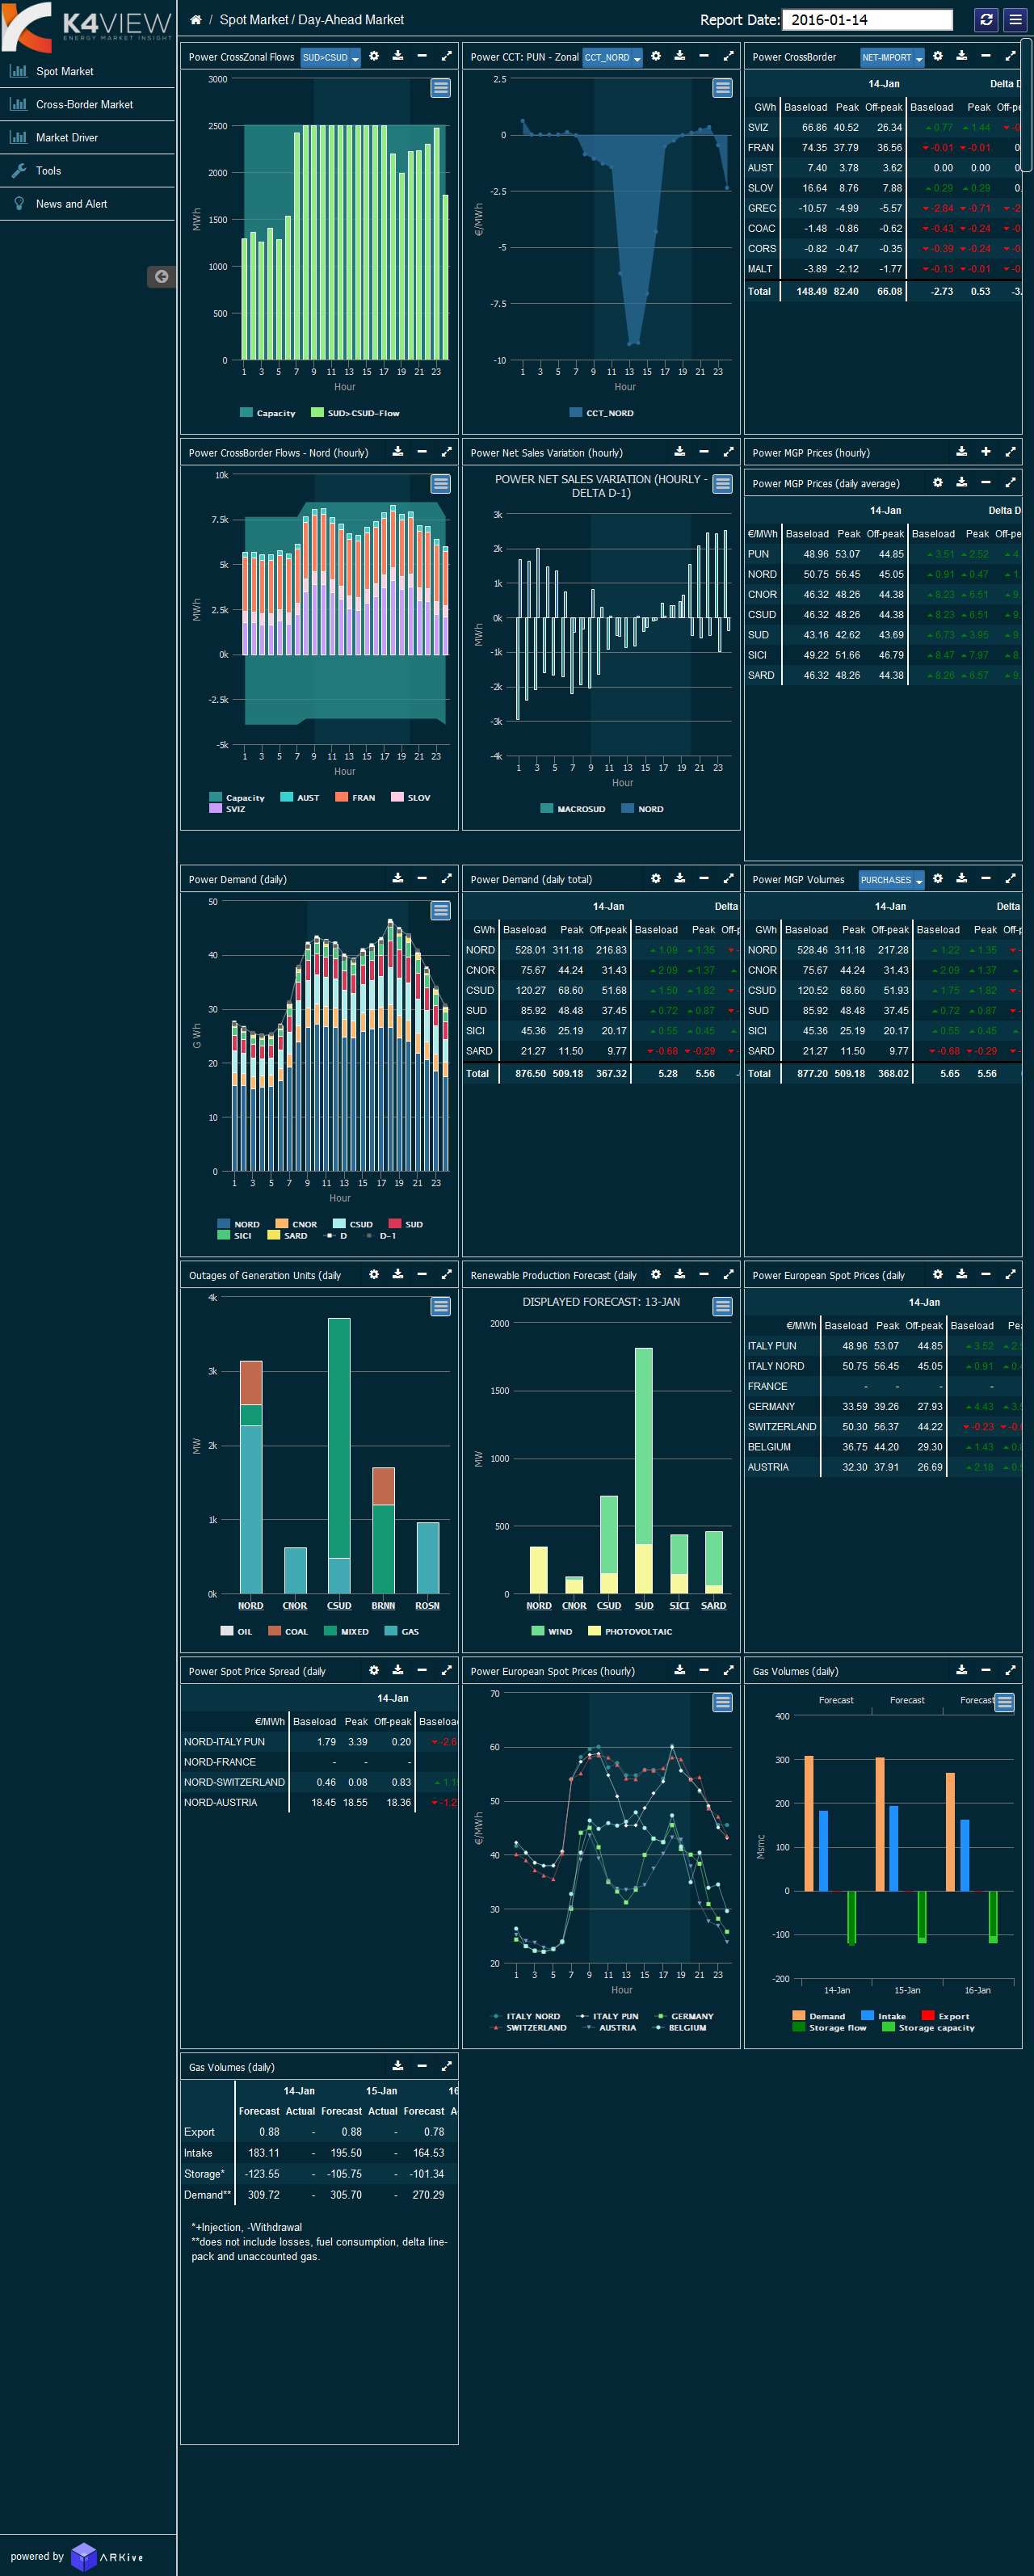 K4VIEW
ENERGY MARKET INSIGHT
/ Spot Market / Day-Ahead Market
Report Date: 2016-01-14
Spot Market
Cross-Border Market
Market Driver
Tools
News and Alert
Power CrossZonal Flows SUD>CSUD
MWh
3000
2500
2000
1500
1000
500
0
1 3 5 7 9 11 13 15 17 19 21 23
Hour
Capacity SUD>CSUD-Flow
Power CCT: PUN - Zonal CCT_NORD
€/MWh
2.5
0
-2.5
-5
-7.5
-10
1 3 5 7 9 11 13 15 17 19 21 23
Hour
CCT_NORD
Power CrossBorder NET-IMPORT
14-Jan Delta D
GWh Baseload Peak Off-peak Baseload Peak Off-p
SVIZ 66.86 40.52 26.34 0.77 1.44
FRAN 74.35 37.79 36.56 -0.01 -0.01
AUST 7.40 3.78 3.62 0.00 0.00
SLOV 16.64 8.76 7.88 0.29 0.29
GREC -10.57 -4.99 -5.57 -2.84 -0.71
COAC -1.48 -0.86 -0.62 -0.43 -0.24
CORS -0.82 -0.47 -0.35 -0.39 -0.24
MALT -3.89 -2.12 -1.77 -0.13 -0.01
Total 148.49 82.40 66.08 -2.73 0.53 -3.
Power CrossBorder Flows - Nord (hourly)
MWh
10k
7.5k
5k
2.5k
0k
-2.5k
-5k
1 3 5 7 9 11 13 15 17 19 21 23
Hour
Capacity AUST FRAN SLOV
SVIZ
Power Net Sales Variation (hourly)
POWER NET SALES VARIATION (HOURLY -
DELTA D-1)
MWh
3k
2k
1k
0k
-1k
-2k
-3k
-4k
1 3 5 7 9 11 13 15 17 19 21 23
Hour
MACROSUD NORD
Power MGP Prices (hourly)
Power MGP Prices (daily average)
14-Jan Delta D
€/MWh Baseload Peak Off-peak Baseload Peak Off-pe
PUN 48.96 53.07 44.85 3.51 2.52 4.
NORD 50.75 56.45 45.05 0.91 0.47 1.
CNOR 46.32 48.26 44.38 8.23 6.51 9.
CSUD 46.32 48.26 44.38 8.23 6.51 9.
SUD 43.16 42.62 43.69 6.73 3.95 9.
SICI 49.22 51.66 46.79 8.47 7.97 8.
SARD 46.32 48.26 44.38 8.26 6.57 9.
Power Demand (daily)
G Wh
50
40
30
20
10
0
1 3 5 7 9 11 13 15 17 19 21 23
Hour
NORD CNOR CSUD SUD
SICI SARD D D-1
Power Demand (daily total)
14-Jan Delta
GWh Baseload Peak Off-peak Baseload Peak Off-p
NORD 528.01 311.18 216.83 1.09 1.35
CNOR 75.67 44.24 31.43 2.09 1.37
CSUD 120.27 68.60 51.68 1.50 1.82
SUD 85.92 48.48 37.45 0.72 0.87
SICI 45.36 25.19 20.17 0.55 0.45
SARD 21.27 11.50 9.77 -0.68 -0.29
Total 876.50 509.18 367.32 5.28 5.56
Power MGP Volumes PURCHASES
14-Jan Delta
GWh Baseload Peak Off-peak Baseload Peak Off-p
NORD 528.46 311.18 217.28 1.22 1.35
CNOR 75.67 44.24 31.43 2.09 1.37
CSUD 120.52 68.60 51.93 1.75 1.82
SUD 85.92 48.48 37.45 0.72 0.87
SICI 45.36 25.19 20.17 0.55 0.45
SARD 21.27 11.50 9.77 -0.68 -0.29
Total 877.20 509.18 368.02 5.65 5.56
Outages of Generation Units (daily
MW
4k
3k
2k
1k
0k
NORD CNOR CSUD BRNN ROSN
OIL COAL MIXED GAS
Renewable Production Forecast (daily
DISPLAYED FORECAST: 13-JAN
MW
2000
1500
1000
500
0
NORD CNOR CSUD SUD SICI SARD
WIND PHOTOVOLTAIC
Power European Spot Prices (daily
14-Jan
€/MWh Baseload Peak Off-peak Baseload Pea
ITALY PUN 48.96 53.07 44.85 3.52
ITALY NORD 50.75 56.45 45.05 0.91
FRANCE - - - -
GERMANY 33.59 39.26 27.93 4.43
SWITZERLAND 50.30 56.37 44.22 -0.23
BELGIUM 36.75 44.20 29.30 1.43
AUSTRIA 32.30 37.91 26.69 2.18
Power Spot Price Spread (daily
14-Jan
€/MWh Baseload Peak Off-peak Baseload
NORD-ITALY PUN 1.79 3.39 0.20 -2.6
NORD-FRANCE - - -
NORD-SWITZERLAND 0.46 0.08 0.83 1.1
NORD-AUSTRIA 18.45 18.55 18.36 -1.2
Power European Spot Prices (hourly)
€/MWh
70
60
50
40
30
20
1 3 5 7 9 11 13 15 17 19 21 23
Hour
ITALY NORD ITALY PUN GERMANY
SWITZERLAND AUSTRIA BELGIUM
Gas Volumes (daily)
Forecast Forecast Forecast
Msmc
400
300
200
100
0
-100
-200
14-Jan 15-Jan 16-Jan
Demand Intake Export
Storage flow Storage capacity
Gas Volumes (daily)
14-Jan 15-Jan 16
Forecast Actual Forecast Actual Forecast A
Export 0.88 - 0.88 - 0.78
Intake 183.11 - 195.50 - 164.53
Storage* -123.55 - -105.75 - -101.34
Demand** 309.72 - 305.70 - 270.29
*+Injection, -Withdrawal
**does not include losses, fuel consumption, delta line-
pack and unaccounted gas.
powered by ARKive